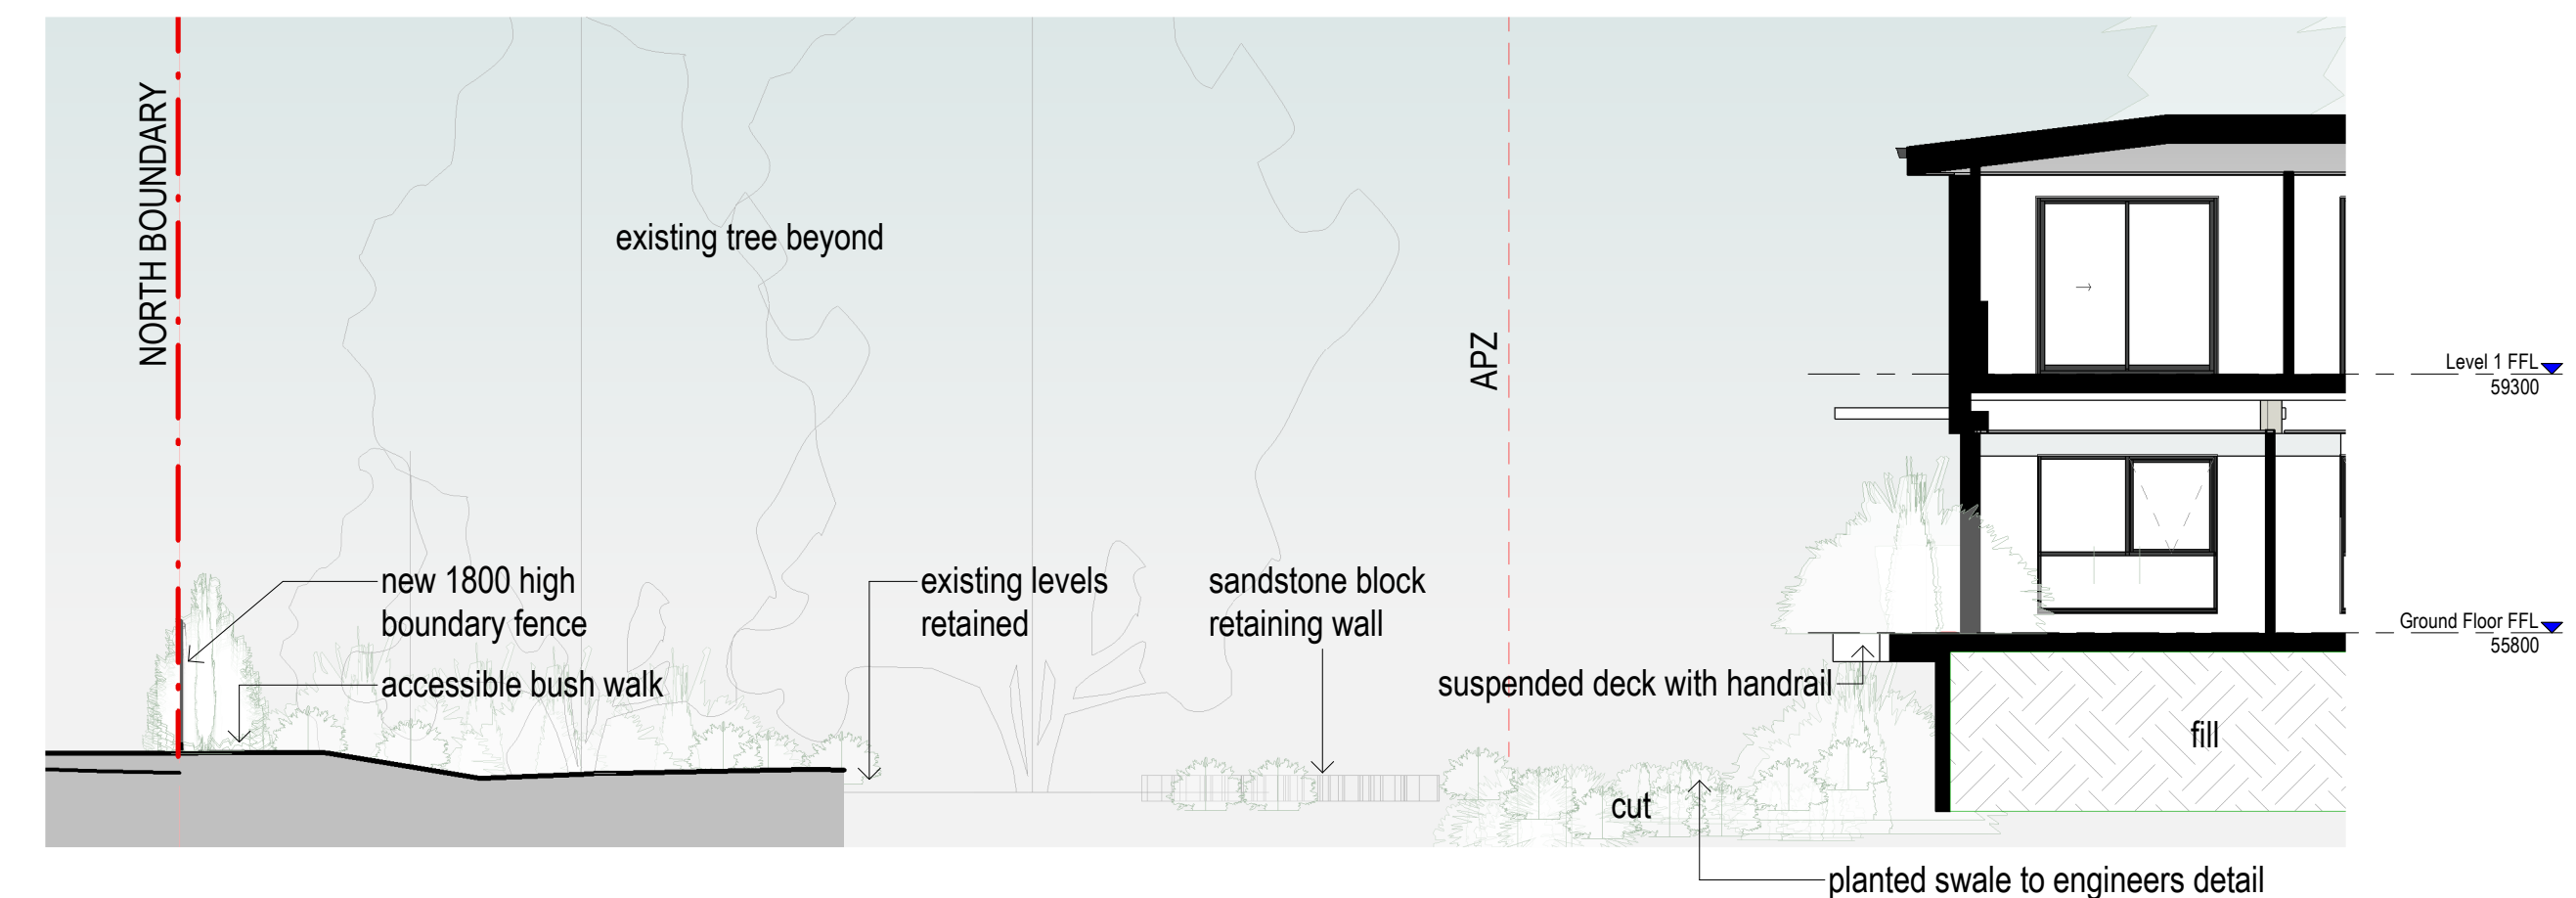 NORTH BOUNDARY
existing tree beyond
APZ
Level 1 FFL
59300
new 1800 high
boundary fence
accessible bush walk
existing levels
retained
sandstone block
retaining wall
suspended deck with handrail
Ground Floor FFL
55800
fill
cut
planted swale to engineers detail